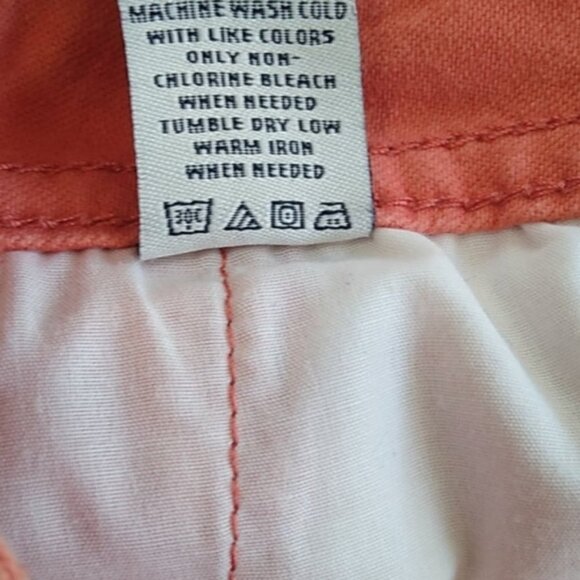 MACHINE WASH COLD
WITH LIKE COLORS
ONLY NON-
CHLORINE BLEACH
WHEN NEEDED
TUMBLE DRY LOW
WARM IRON
WHEN NEEDED
30C